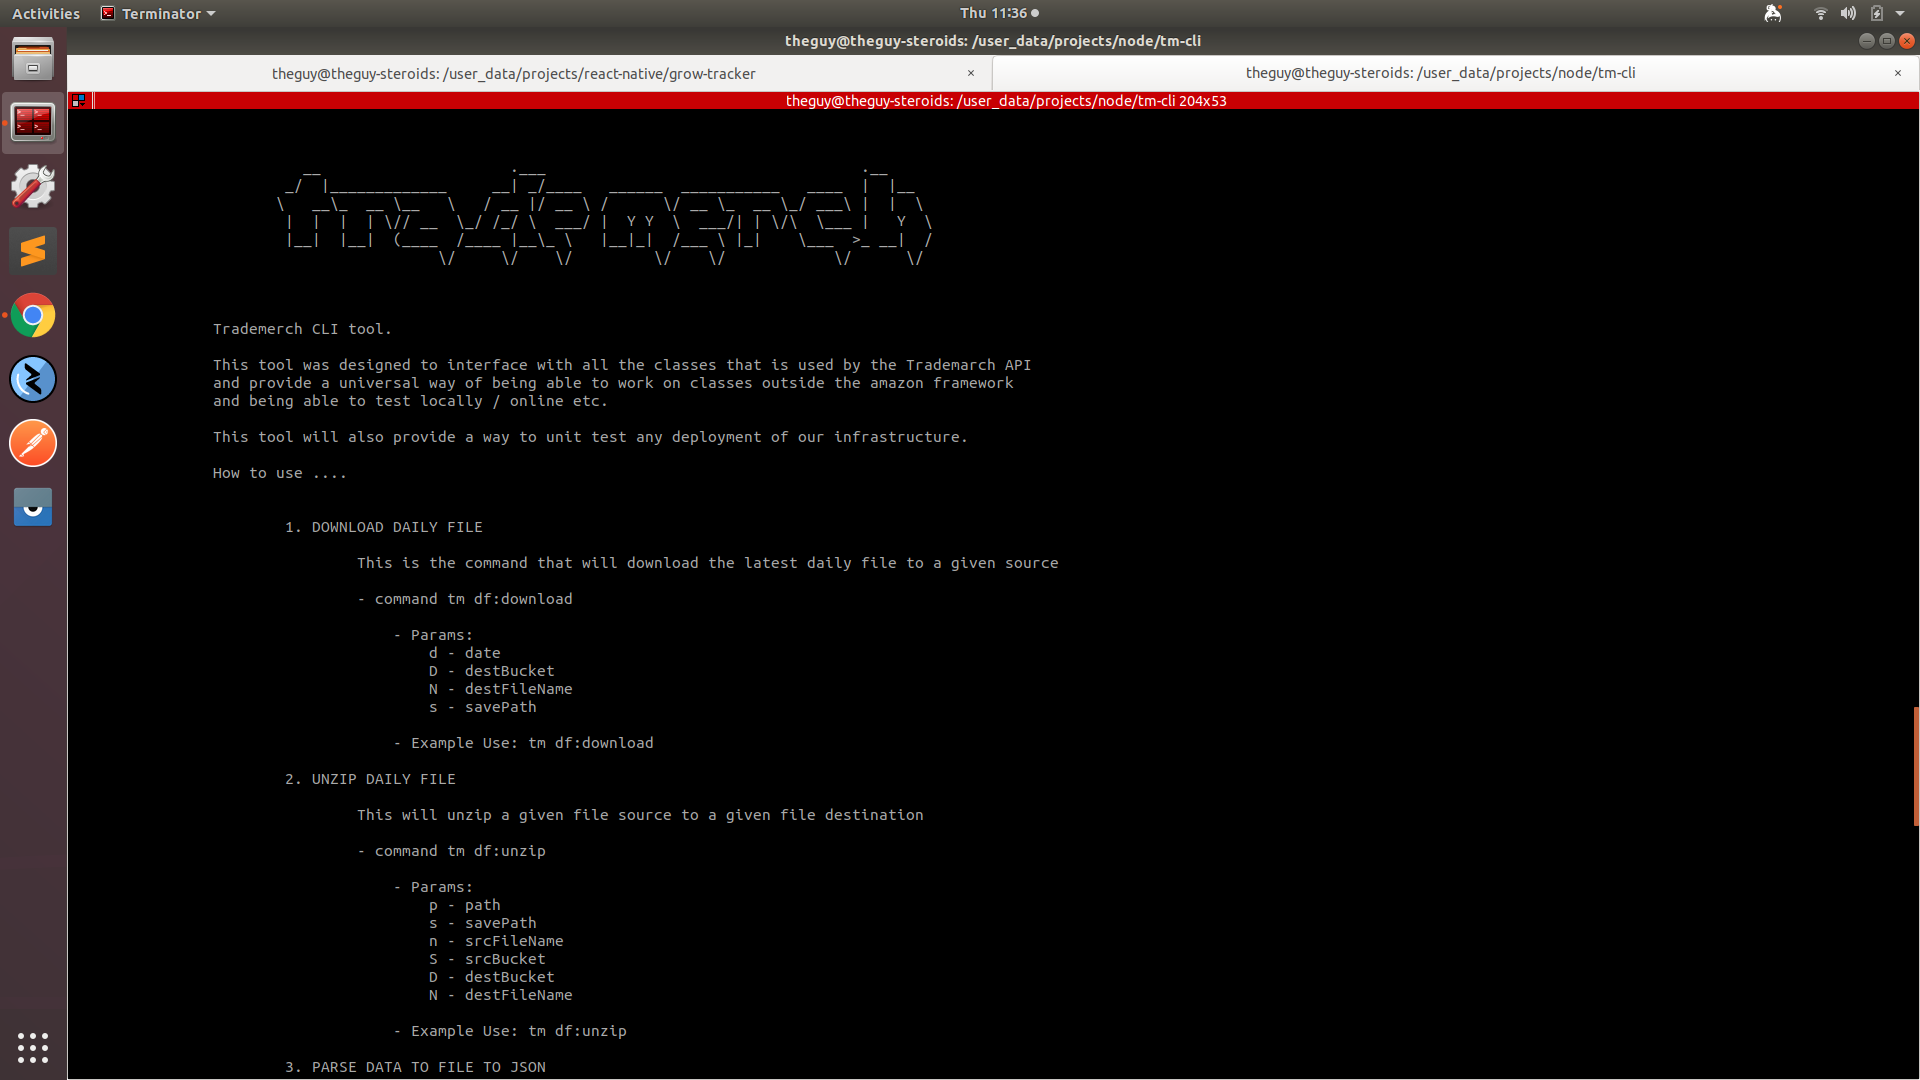 Activities
Terminator
Thu 11:36
theguy@theguy-steroids: /user_data/projects/node/tm-cli
theguy@theguy-steroids: /user_data/projects/react-native/grow-tracker
theguy@theguy-steroids: /user_data/projects/node/tm-cli
theguy@theguy-steroids: /user_data/projects/node/tm-cli 204x53
trademerch
Trademerch CLI tool.
This tool was designed to interface with all the classes that is used by the Trademarch API
and provide a universal way of being able to work on classes outside the amazon framework
and being able to test locally / online etc.
This tool will also provide a way to unit test any deployment of our infrastructure.
How to use ....
1. DOWNLOAD DAILY FILE
This is the command that will download the latest daily file to a given source
- command tm df:download
- Params:
d - date
D - destBucket
N - destFileName
s - savePath
- Example Use: tm df:download
2. UNZIP DAILY FILE
This will unzip a given file source to a given file destination
- command tm df:unzip
- Params:
p - path
s - savePath
n - srcFileName
S - srcBucket
D - destBucket
N - destFileName
- Example Use: tm df:unzip
3. PARSE DATA TO FILE TO JSON